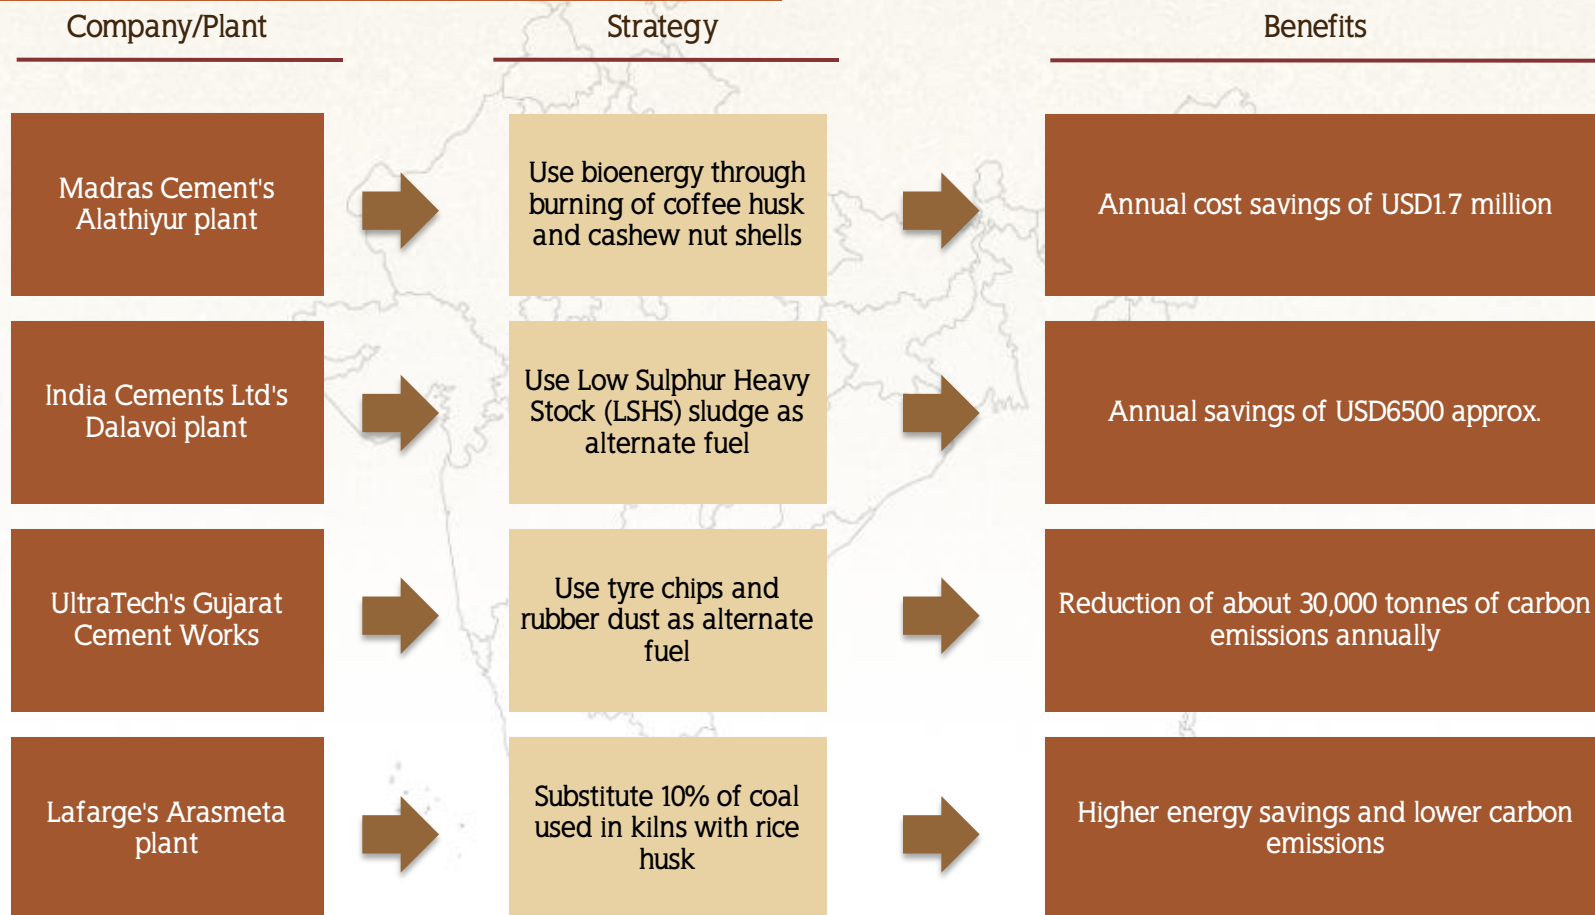 Company/Plant
Strategy
Benefits
Madras Cement's
Alathiyur plant
Use bioenergy through
burning of coffee husk
and cashew nut shells
Annual cost savings of USD1.7 million
India Cements Ltd's
Dalavoi plant
Use Low Sulphur Heavy
Stock (LSHS) sludge as
alternate fuel
Annual savings of USD6500 approx.
UltraTech's Gujarat
Cement Works
Use tyre chips and
rubber dust as alternate
fuel
Reduction of about 30,000 tonnes of carbon
emissions annually
Lafarge's Arasmeta
plant
Substitute 10% of coal
used in kilns with rice
husk
Higher energy savings and lower carbon
emissions